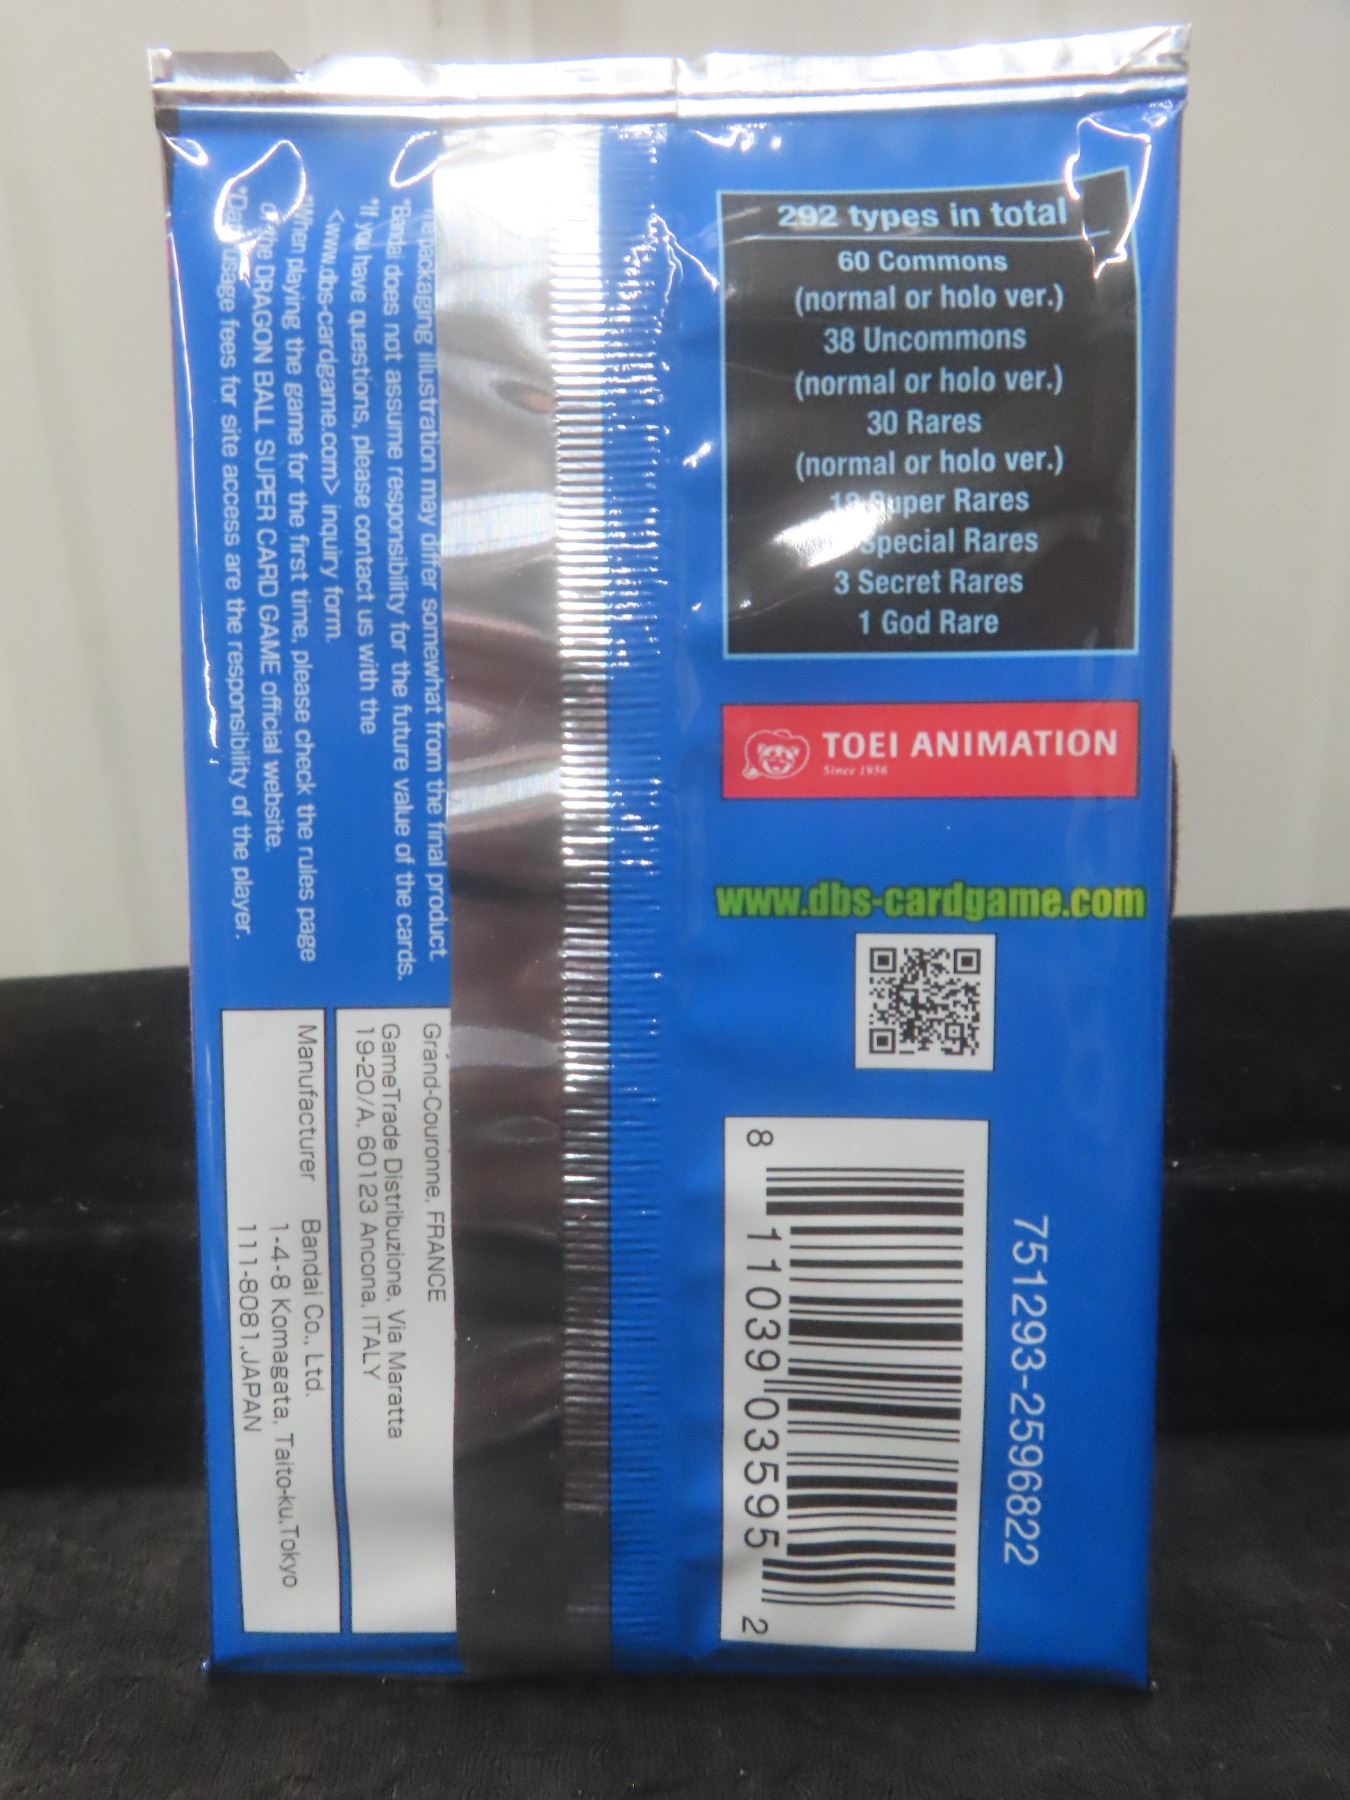 292 types in total
60 Commons
(normal or holo ver.)
38 Uncommons
(normal or holo ver.)
30 Rares
(normal or holo ver.)
Super Rares
Special Rares
3 Secret Rares
1 God Rare
TOEI ANIMATION
Since 1956
www.dbs-cardgame.com
751293-2596822
8 11039 03595 2
packaging illustration may differ somewhat from the final product
*Bandai does not assume responsibility for the future value of the cards.
*If you have questions, please contact us with the
<www.dbs-cardgame.com> inquiry form.
*When playing the game for the first time, please check the rules page
of the DRAGON BALL SUPER CARD GAME official website.
usage fees for site access are the responsibility of the player.
Grand-Couronne, FRANCE
GameTrade Distribuzione, Via Maratta
19-20/A, 60123 Ancona, ITALY
Manufacturer Bandai Co., Ltd.
1-4-8 Komagata, Taito-ku,Tokyo
111-8081,JAPAN